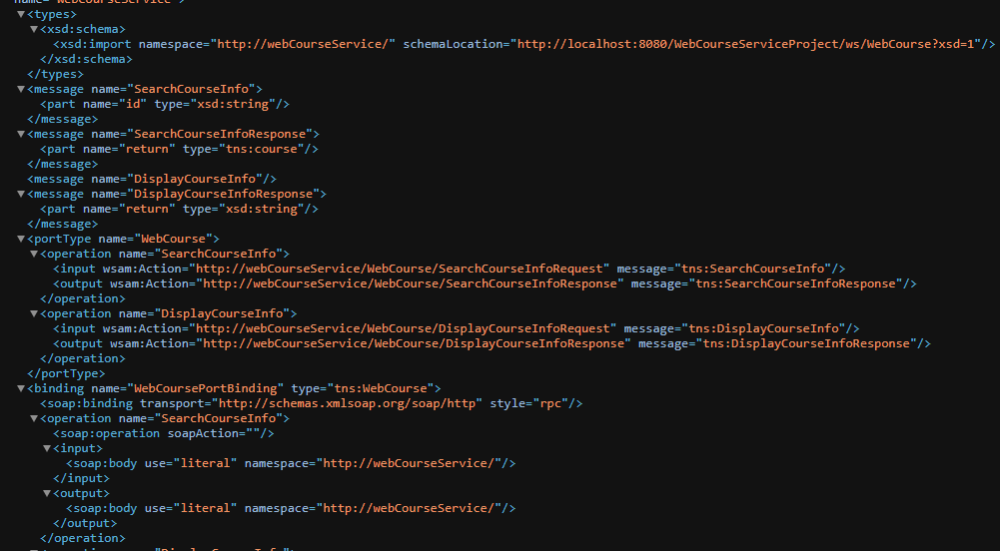 name="WebCourseService">
▼<types>
▼<xsd:schema>
<xsd:import namespace="http://webCourseService/" schemaLocation="http://localhost:8080/WebCourseServiceProject/ws/WebCourse?xsd=1"/>
</xsd:schema>
</types>
▼<message name="SearchCourseInfo">
<part name="id" type="xsd:string"/>
</message>
▼<message name="SearchCourseInfoResponse">
<part name="return" type="tns:course"/>
</message>
<message name="DisplayCourseInfo"/>
▼<message name="DisplayCourseInfoResponse">
<part name="return" type="xsd:string"/>
</message>
▼<portType name="WebCourse">
▼<operation name="SearchCourseInfo">
<input wsam:Action="http://webCourseService/WebCourse/SearchCourseInfoRequest" message="tns:SearchCourseInfo"/>
<output wsam:Action="http://webCourseService/WebCourse/SearchCourseInfoResponse" message="tns:SearchCourseInfoResponse"/>
</operation>
▼<operation name="DisplayCourseInfo">
<input wsam:Action="http://webCourseService/WebCourse/DisplayCourseInfoRequest" message="tns:DisplayCourseInfo"/>
<output wsam:Action="http://webCourseService/WebCourse/DisplayCourseInfoResponse" message="tns:DisplayCourseInfoResponse"/>
</operation>
</portType>
▼<binding name="WebCoursePortBinding" type="tns:WebCourse">
<soap:binding transport="http://schemas.xmlsoap.org/soap/http" style="rpc"/>
▼<operation name="SearchCourseInfo">
<soap:operation soapAction=""/>
▼<input>
<soap:body use="literal" namespace="http://webCourseService/"/>
</input>
▼<output>
<soap:body use="literal" namespace="http://webCourseService/"/>
</output>
</operation>